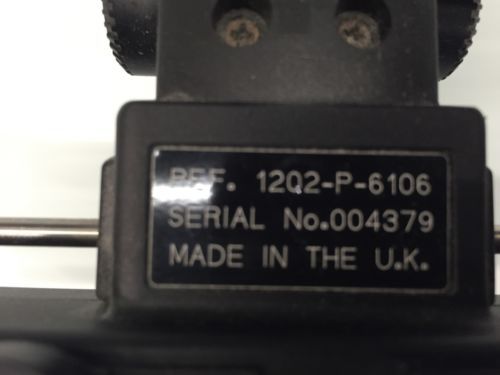 REF. 1202-P-6106
SERIAL No.004379
MADE IN THE U.K.